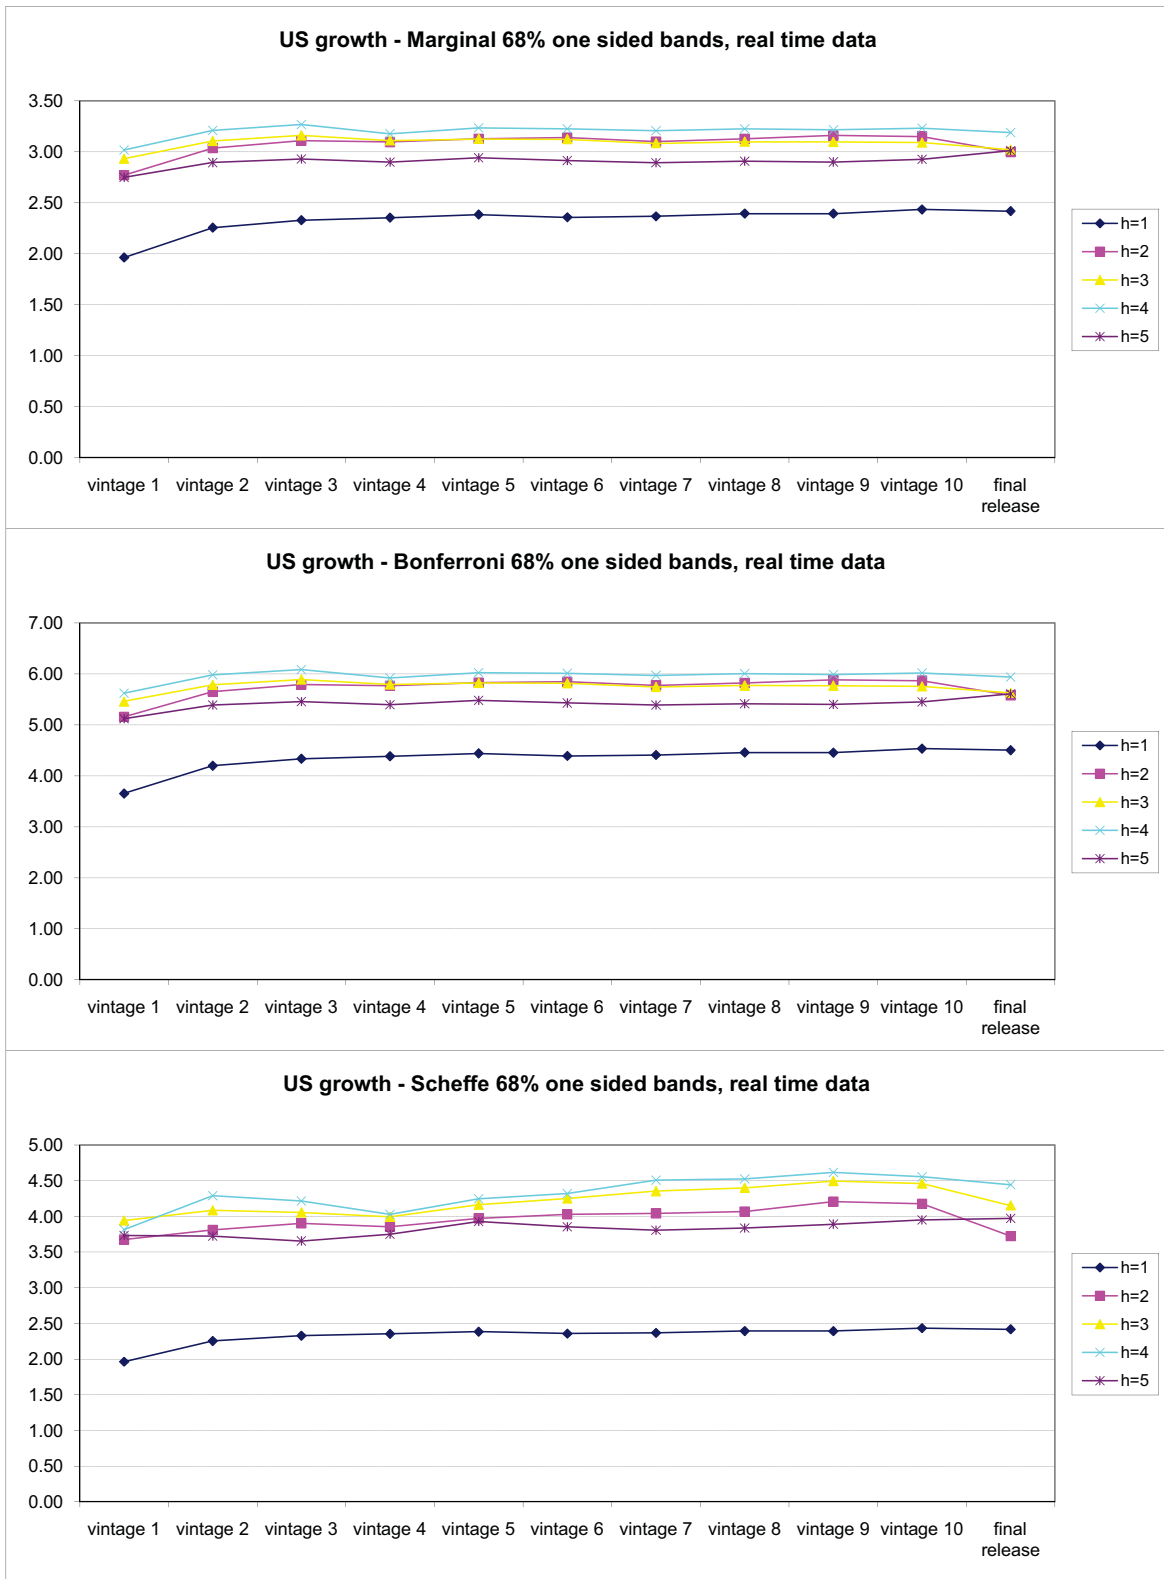 US growth - Marginal 68% one sided bands, real time data
3.50
3.00
2.50
2.00
1.50
1.00
0.50
0.00
vintage 1 vintage 2 vintage 3 vintage 4 vintage 5 vintage 6 vintage 7 vintage 8 vintage 9 vintage 10 final
release
h=1
h=2
h=3
h=4
h=5
US growth - Bonferroni 68% one sided bands, real time data
7.00
6.00
5.00
4.00
3.00
2.00
1.00
0.00
vintage 1 vintage 2 vintage 3 vintage 4 vintage 5 vintage 6 vintage 7 vintage 8 vintage 9 vintage 10 final
release
h=1
h=2
h=3
h=4
h=5
US growth - Scheffe 68% one sided bands, real time data
5.00
4.50
4.00
3.50
3.00
2.50
2.00
1.50
1.00
0.50
0.00
vintage 1 vintage 2 vintage 3 vintage 4 vintage 5 vintage 6 vintage 7 vintage 8 vintage 9 vintage 10 final
release
h=1
h=2
h=3
h=4
h=5